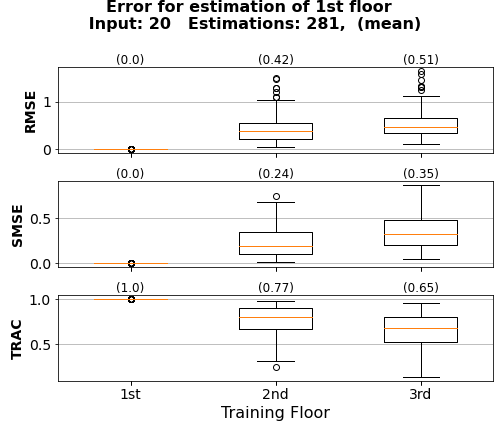 Error for estimation of 1st floor
Input: 20 Estimations: 281, (mean)
(0.0) (0.42) (0.51)
RMSE
1
0
(0.0) (0.24) (0.35)
SMSE
0.5
0.0
(1.0) (0.77) (0.65)
TRAC
1.0
0.5
1st 2nd 3rd
Training Floor